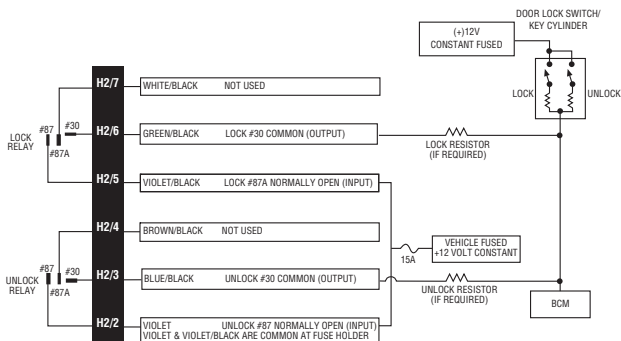 DOOR LOCK SWITCH/
KEY CYLINDER
(+)12V
CONSTANT FUSED
LOCK
UNLOCK
H2/7
WHITE/BLACK NOT USED
#87
#30
LOCK
RELAY
#87A
H2/6
GREEN/BLACK LOCK #30 COMMON (OUTPUT)
LOCK RESISTOR
(IF REQUIRED)
H2/5
VIOLET/BLACK LOCK #87A NORMALLY OPEN (INPUT)
H2/4
BROWN/BLACK NOT USED
15A
VEHICLE FUSED
+12 VOLT CONSTANT
#87
#30
UNLOCK
RELAY
#87A
H2/3
BLUE/BLACK UNLOCK #30 COMMON (OUTPUT)
UNLOCK RESISTOR
(IF REQUIRED)
BCM
H2/2
VIOLET UNLOCK #87 NORMALLY OPEN (INPUT)
VIOLET & VIOLET/BLACK ARE COMMON AT FUSE HOLDER